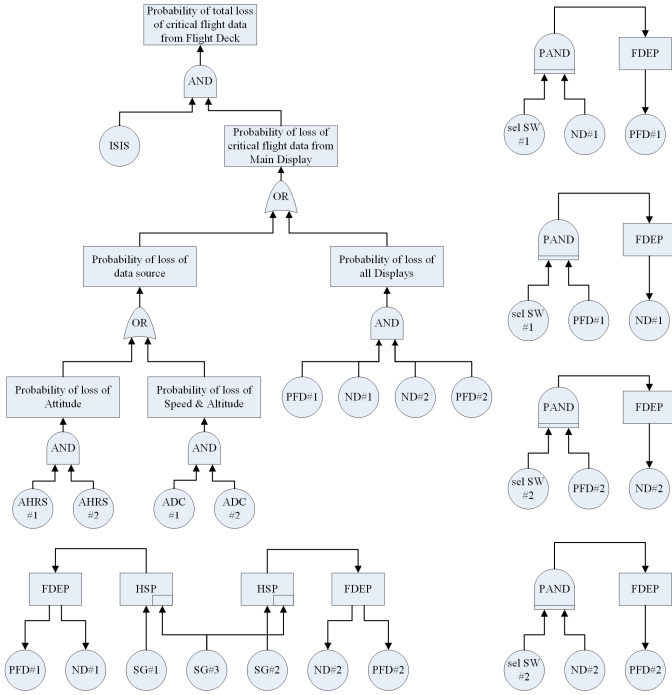 Probability of total loss
of critical flight data
from Flight Deck
AND
ISIS
Probability of loss of
critical flight data from
Main Display
OR
Probability of loss of
data source
Probability of loss of
all Displays
OR
AND
Probability of loss of
Attitude
Probability of loss of
Speed & Altitude
PFD#1
ND#1
ND#2
PFD#2
AND
AND
AHRS
#1
AHRS
#2
ADC
#1
ADC
#2
FDEP
HSP
HSP
FDEP
PFD#1
ND#1
SG#1
SG#3
SG#2
ND#2
PFD#2
PAND
FDEP
sel SW
#1
ND#1
PFD#1
PAND
FDEP
sel SW
#1
PFD#1
ND#1
PAND
FDEP
sel SW
#2
PFD#2
ND#2
PAND
FDEP
sel SW
#2
ND#2
PFD#2